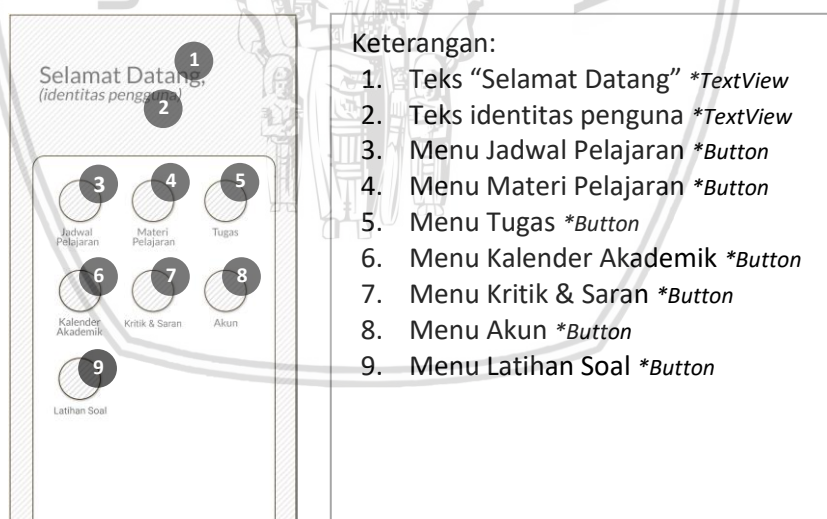 Selamat Datang,
(identitas pengguna)
1
2
3
4
5
Jadwal Pelajaran
Materi Pelajaran
Tugas
6
7
8
Kalender Akademik
Kritik & Saran
Akun
9
Latihan Soal
Keterangan:
1. Teks “Selamat Datang” *TextView
2. Teks identitas penguna *TextView
3. Menu Jadwal Pelajaran *Button
4. Menu Materi Pelajaran *Button
5. Menu Tugas *Button
6. Menu Kalender Akademik *Button
7. Menu Kritik & Saran *Button
8. Menu Akun *Button
9. Menu Latihan Soal *Button